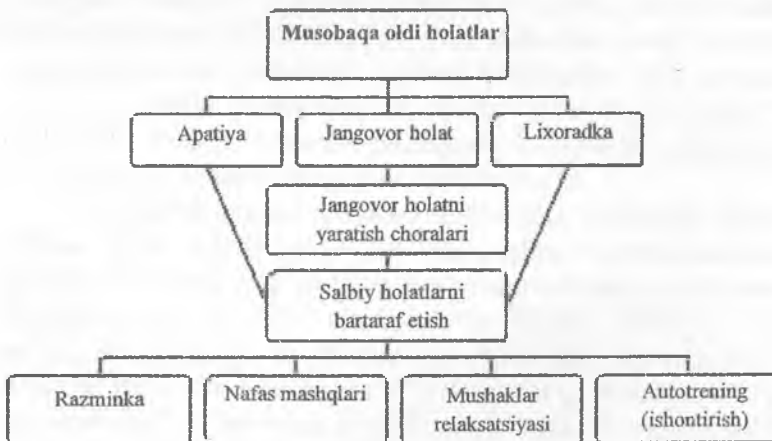 Musobaqa oldi holatlar
Apatiya
Jangovor holat
Lixoradka
Jangovor holatni
yaratish choralari
Salbiy holatlarni
bartaraf etish
Razminka
Nafas mashqlari
Mushaklar
relaksatsiyasi
Autotrening
(ishontirish)